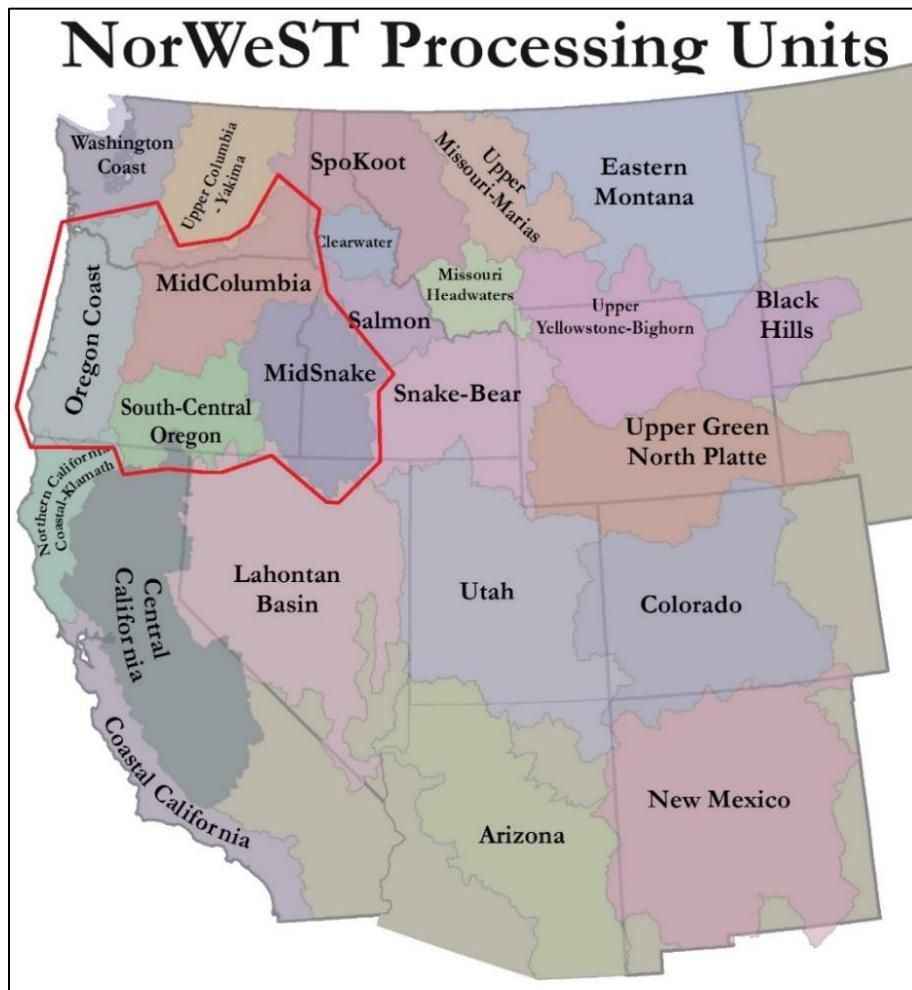 NorWeST Processing Units
Washington
Coast
Upper Columbia
- Yakima
SpoKoot
Upper
Missouri-Marias
Eastern
Montana
Clearwater
Missouri
Headwaters
Oregon Coast
MidColumbia
Salmon
Upper
Yellowstone-Bighorn
Black
Hills
MidSnake
Snake-Bear
South-Central
Oregon
Upper Green
North Platte
Northern California
Coastal-Klamath
Central
California
Lahontan
Basin
Utah
Colorado
Coastal California
Arizona
New Mexico